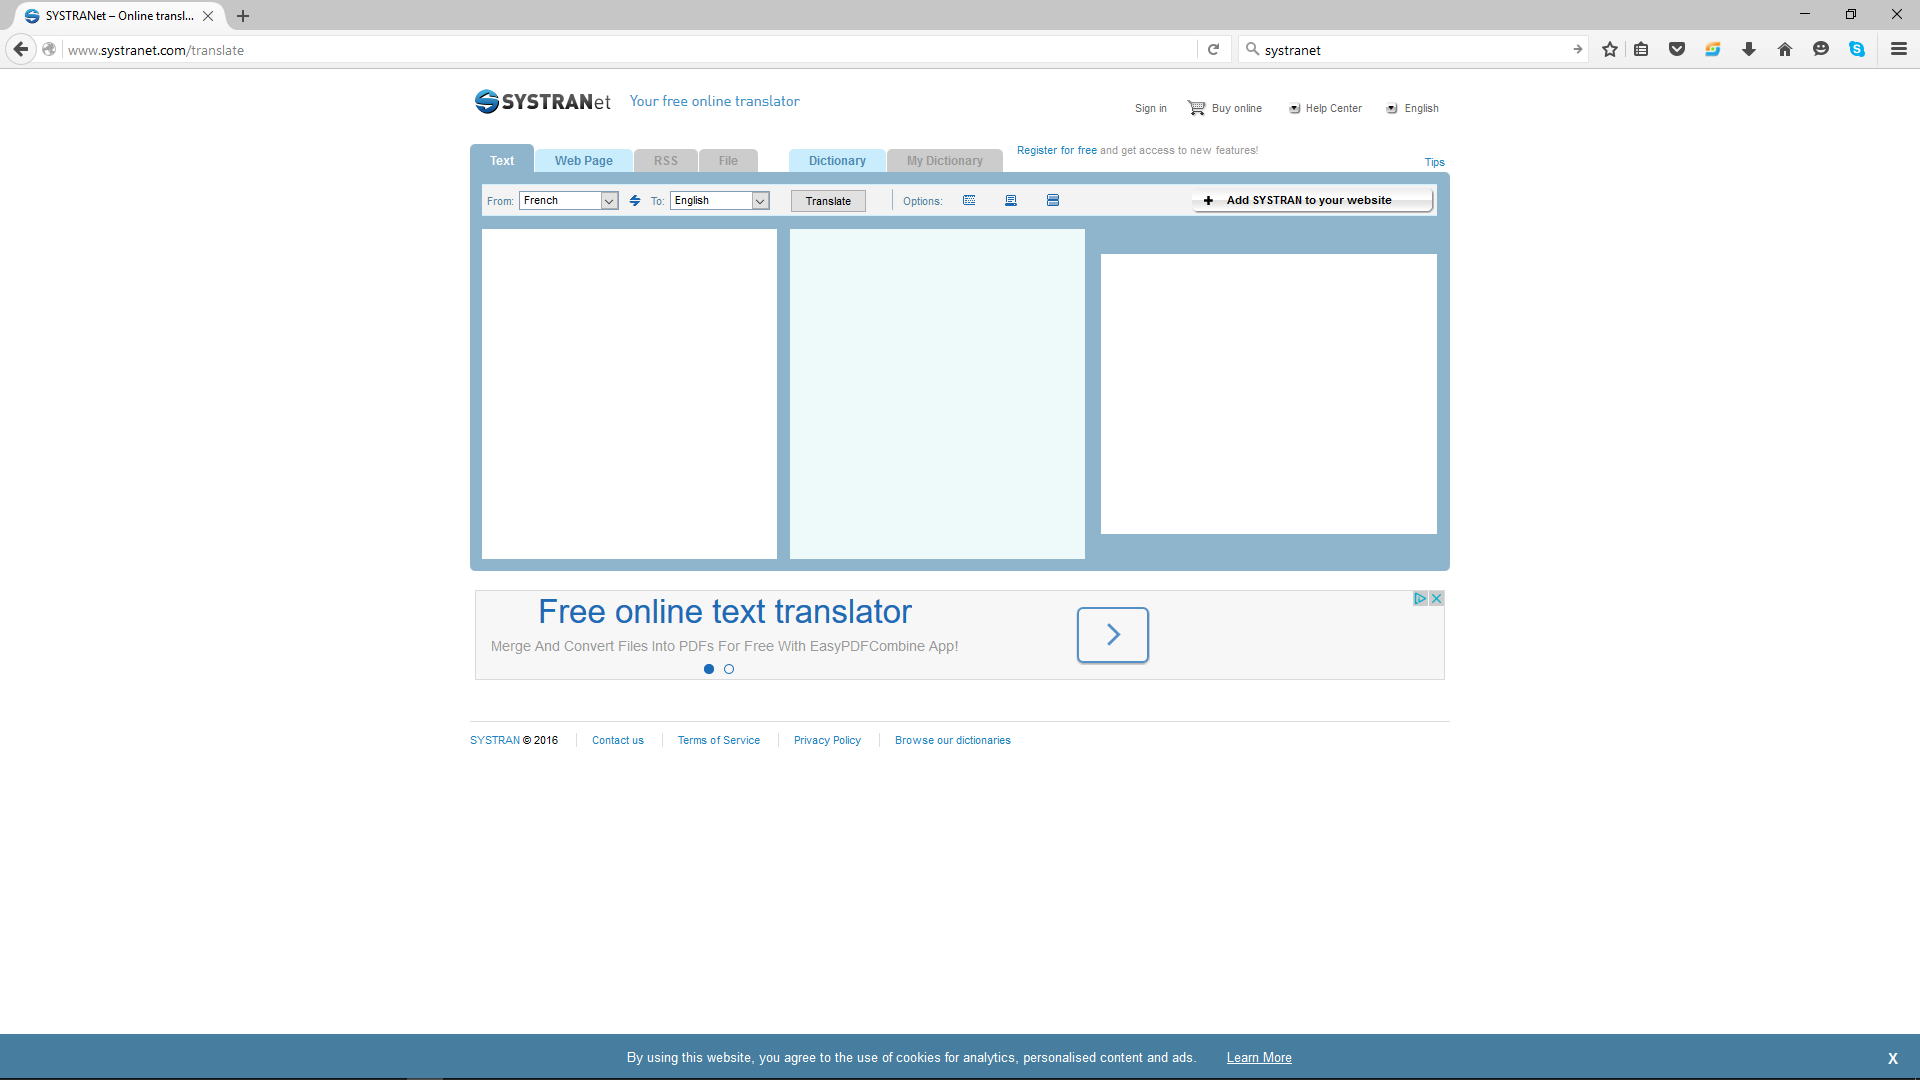 SYSTRANet – Online transl...
www.systranet.com/translate
systranet
SYSTRANet Your free online translator
Sign in Buy online Help Center English
Text Web Page RSS File Dictionary My Dictionary Register for free and get access to new features!
Tips
From: French To: English Translate Options: Add SYSTRAN to your website
Free online text translator
Merge And Convert Files Into PDFs For Free With EasyPDFCombine App!
SYSTRAN © 2016 Contact us Terms of Service Privacy Policy Browse our dictionaries
By using this website, you agree to the use of cookies for analytics, personalised content and ads. Learn More X